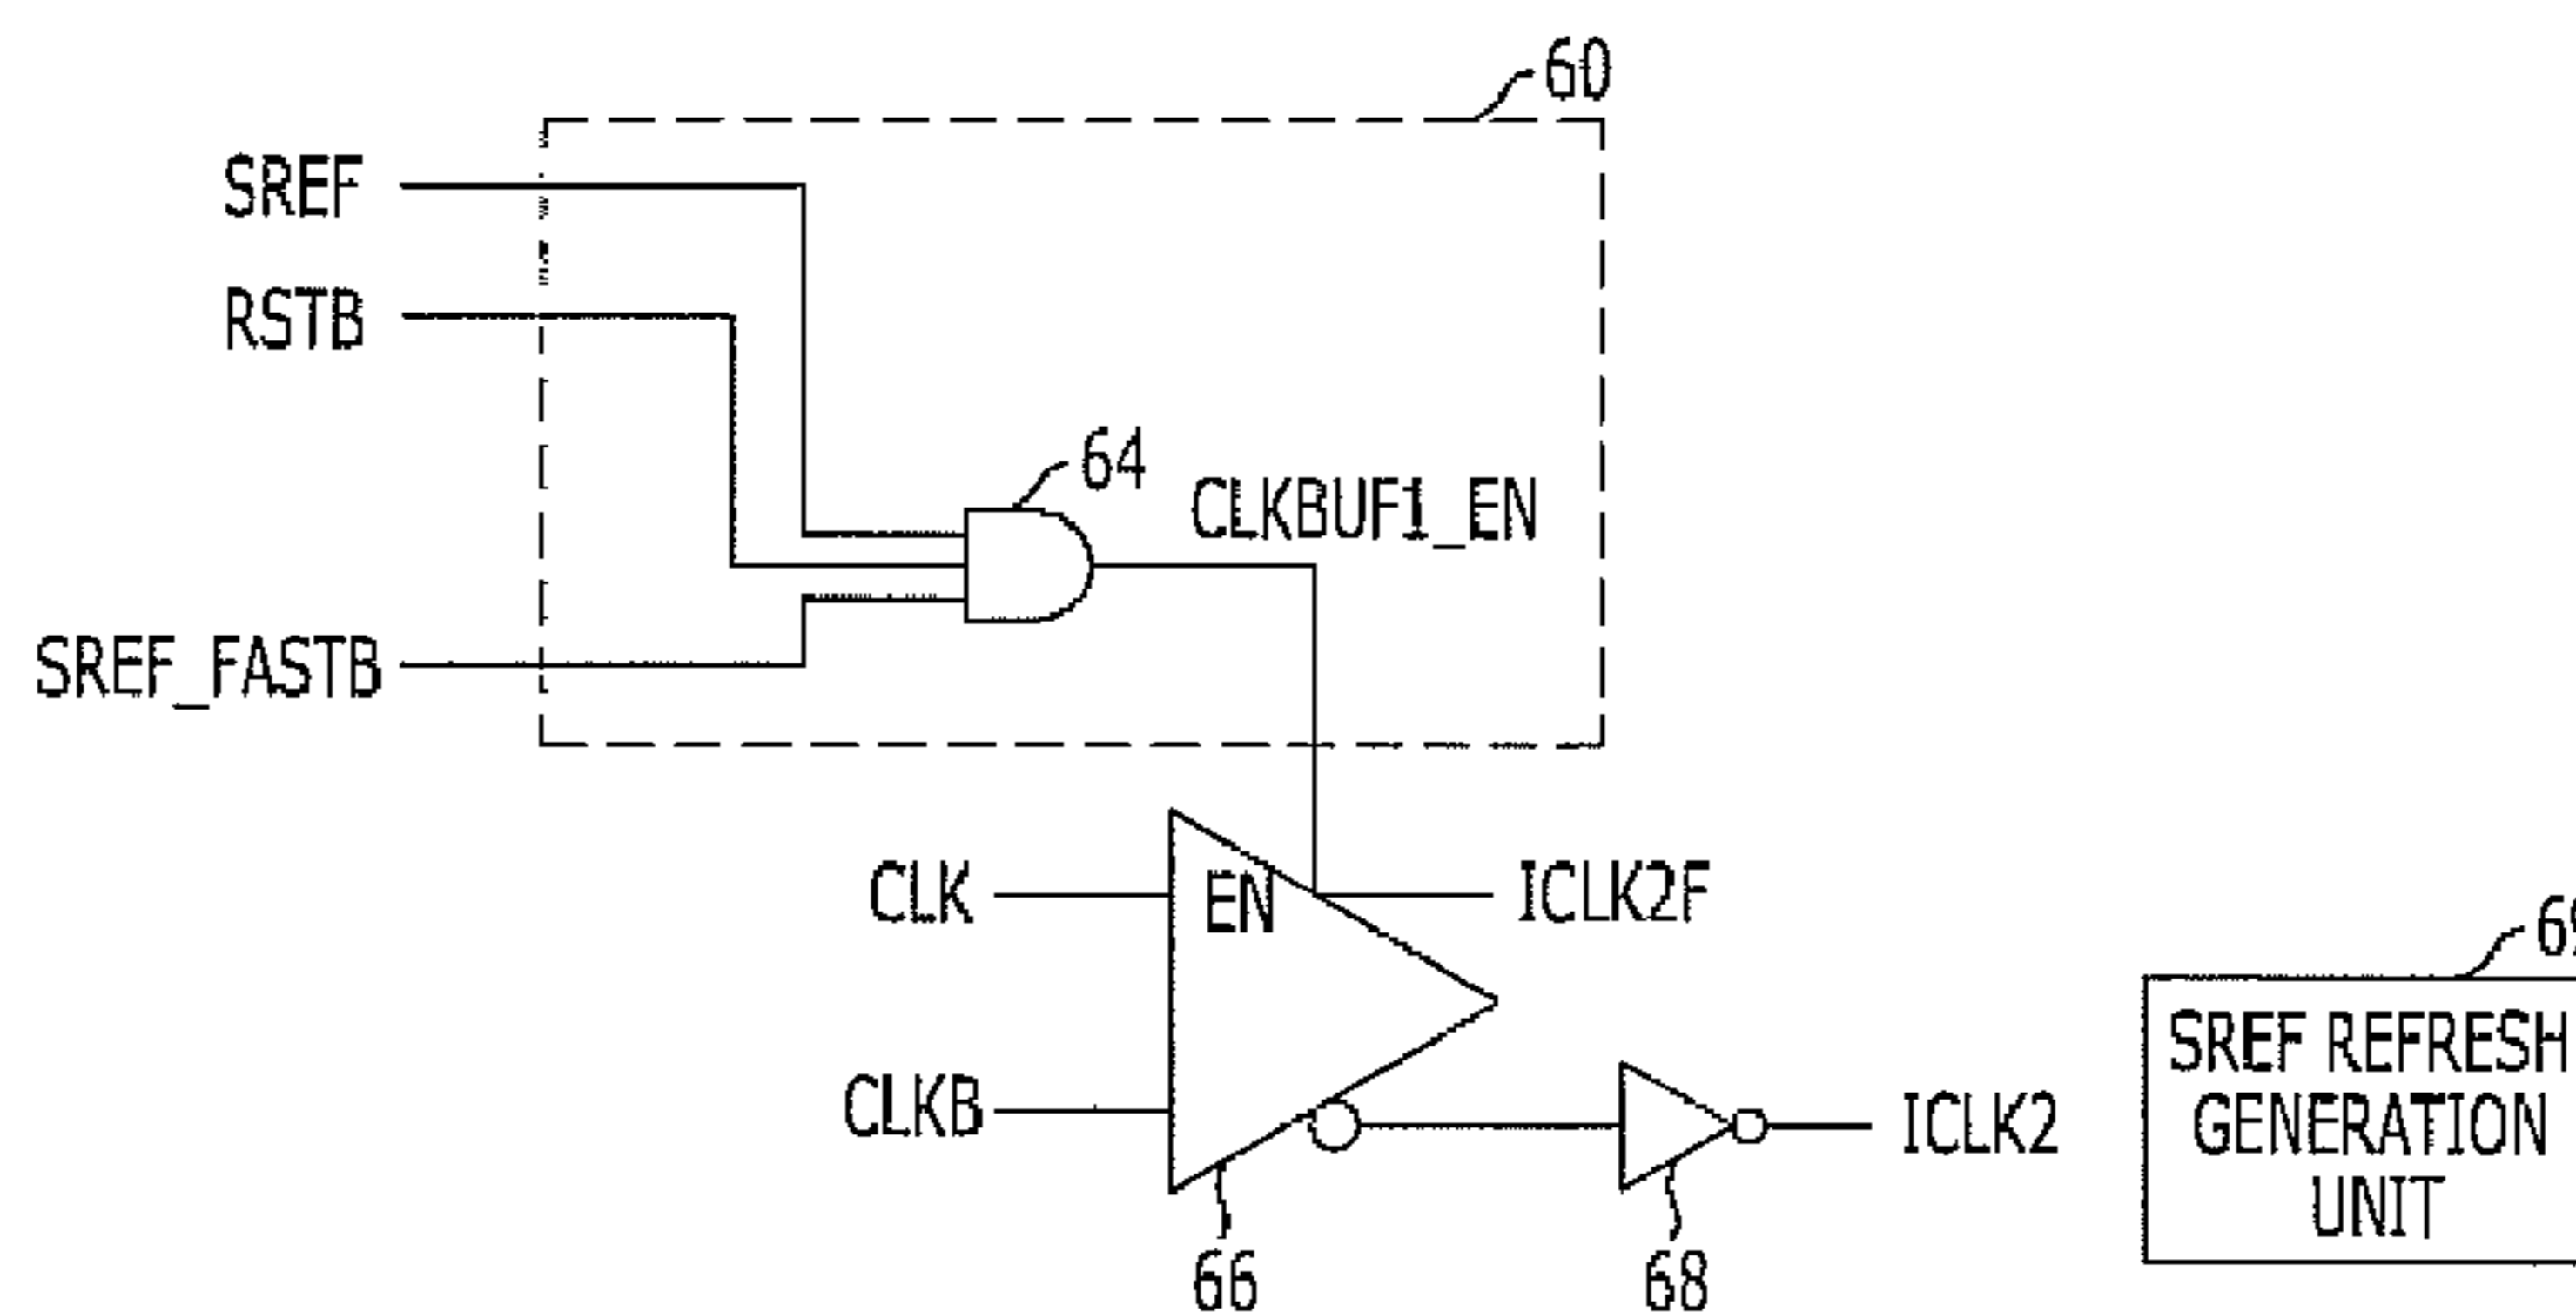 60
SREF
RSTB
64
CLKBUF1_EN
SREF_FASTB
CLK
EN
ICLK2F
SREF REFRESH
GENERATION
UNIT
CLKB
ICLK2
66
68